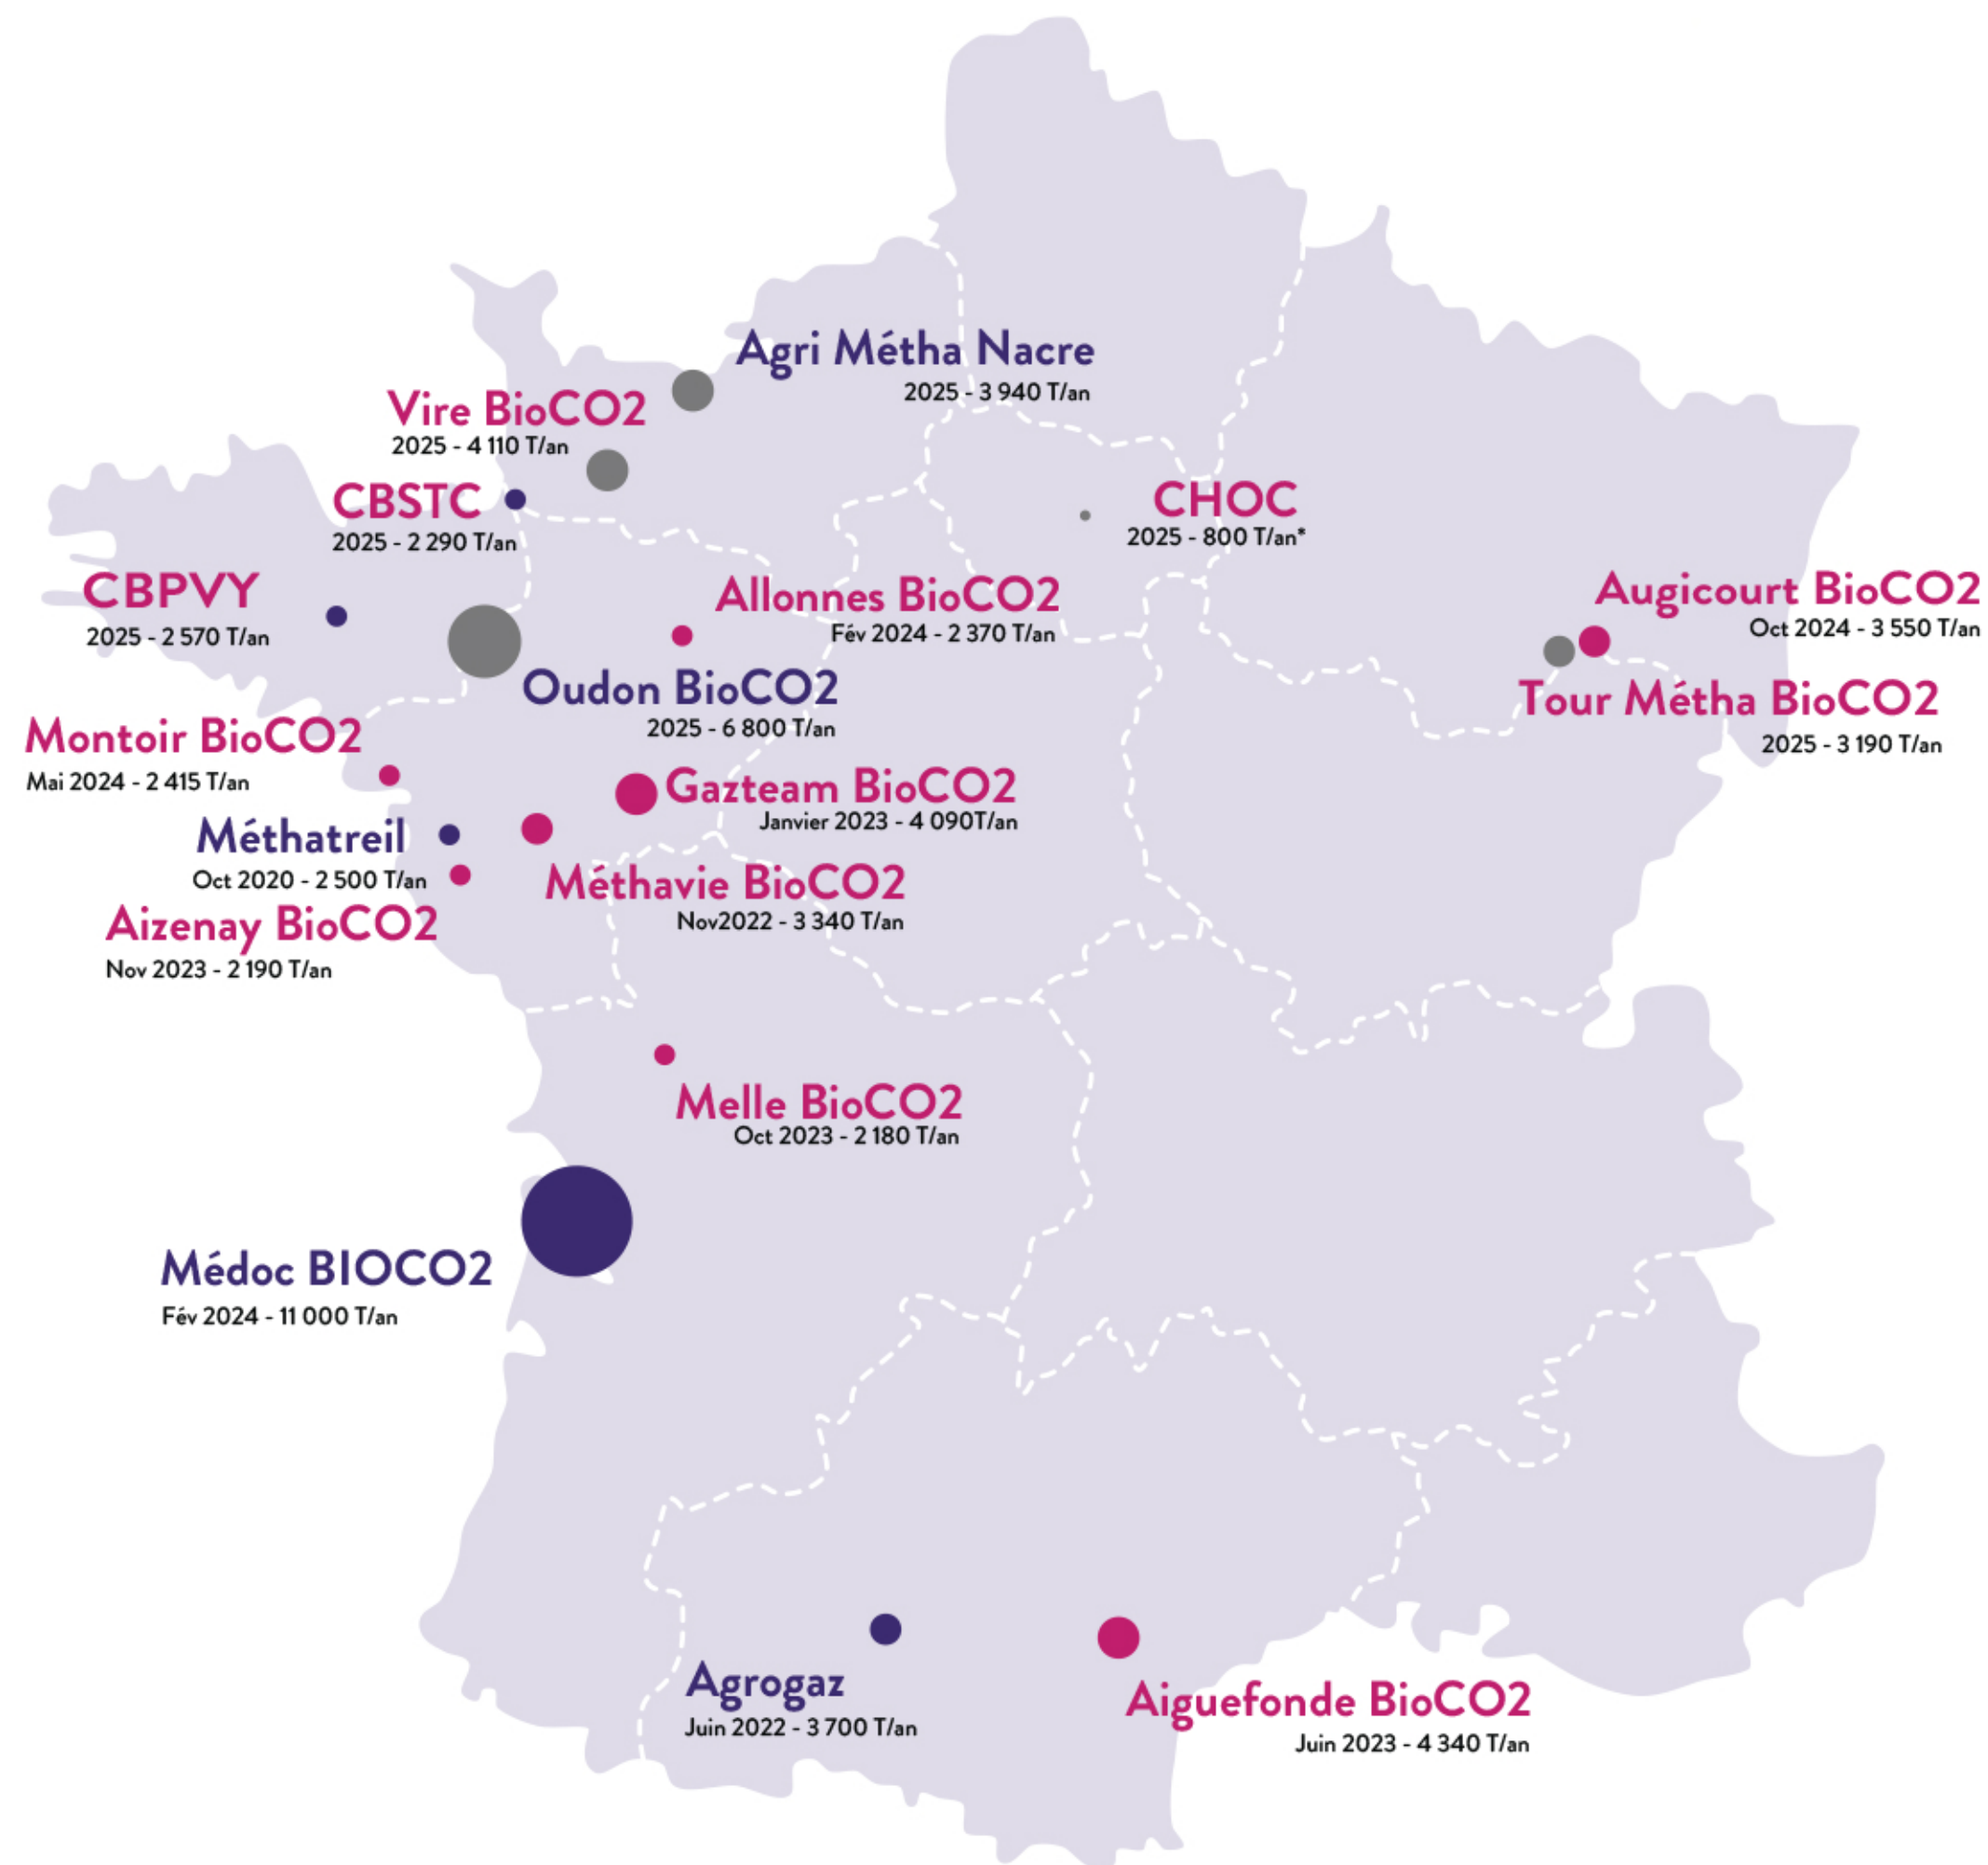 Agri Métha Nacre
2025 - 3 940 T/an
Vire BioCO2
2025 - 4 110 T/an
CBSTC
2025 - 2 290 T/an
CHOC
2025 - 800 T/an*
CBPVY
2025 - 2 570 T/an
Allonnes BioCO2
Fév 2024 - 2 370 T/an
Augicourt BioCO2
Oct 2024 - 3 550 T/an
Oudon BioCO2
2025 - 6 800 T/an
Tour Métha BioCO2
2025 - 3 190 T/an
Montoir BioCO2
Mai 2024 - 2 415 T/an
Gazteam BioCO2
Janvier 2023 - 4 090T/an
Méthatreil
Oct 2020 - 2 500 T/an
Méthavie BioCO2
Nov2022 - 3 340 T/an
Aizenay BioCO2
Nov 2023 - 2 190 T/an
Melle BioCO2
Oct 2023 - 2 180 T/an
Médoc BIOCO2
Fév 2024 - 11 000 T/an
Agrogaz
Juin 2022 - 3 700 T/an
Aiguefonde BioCO2
Juin 2023 - 4 340 T/an